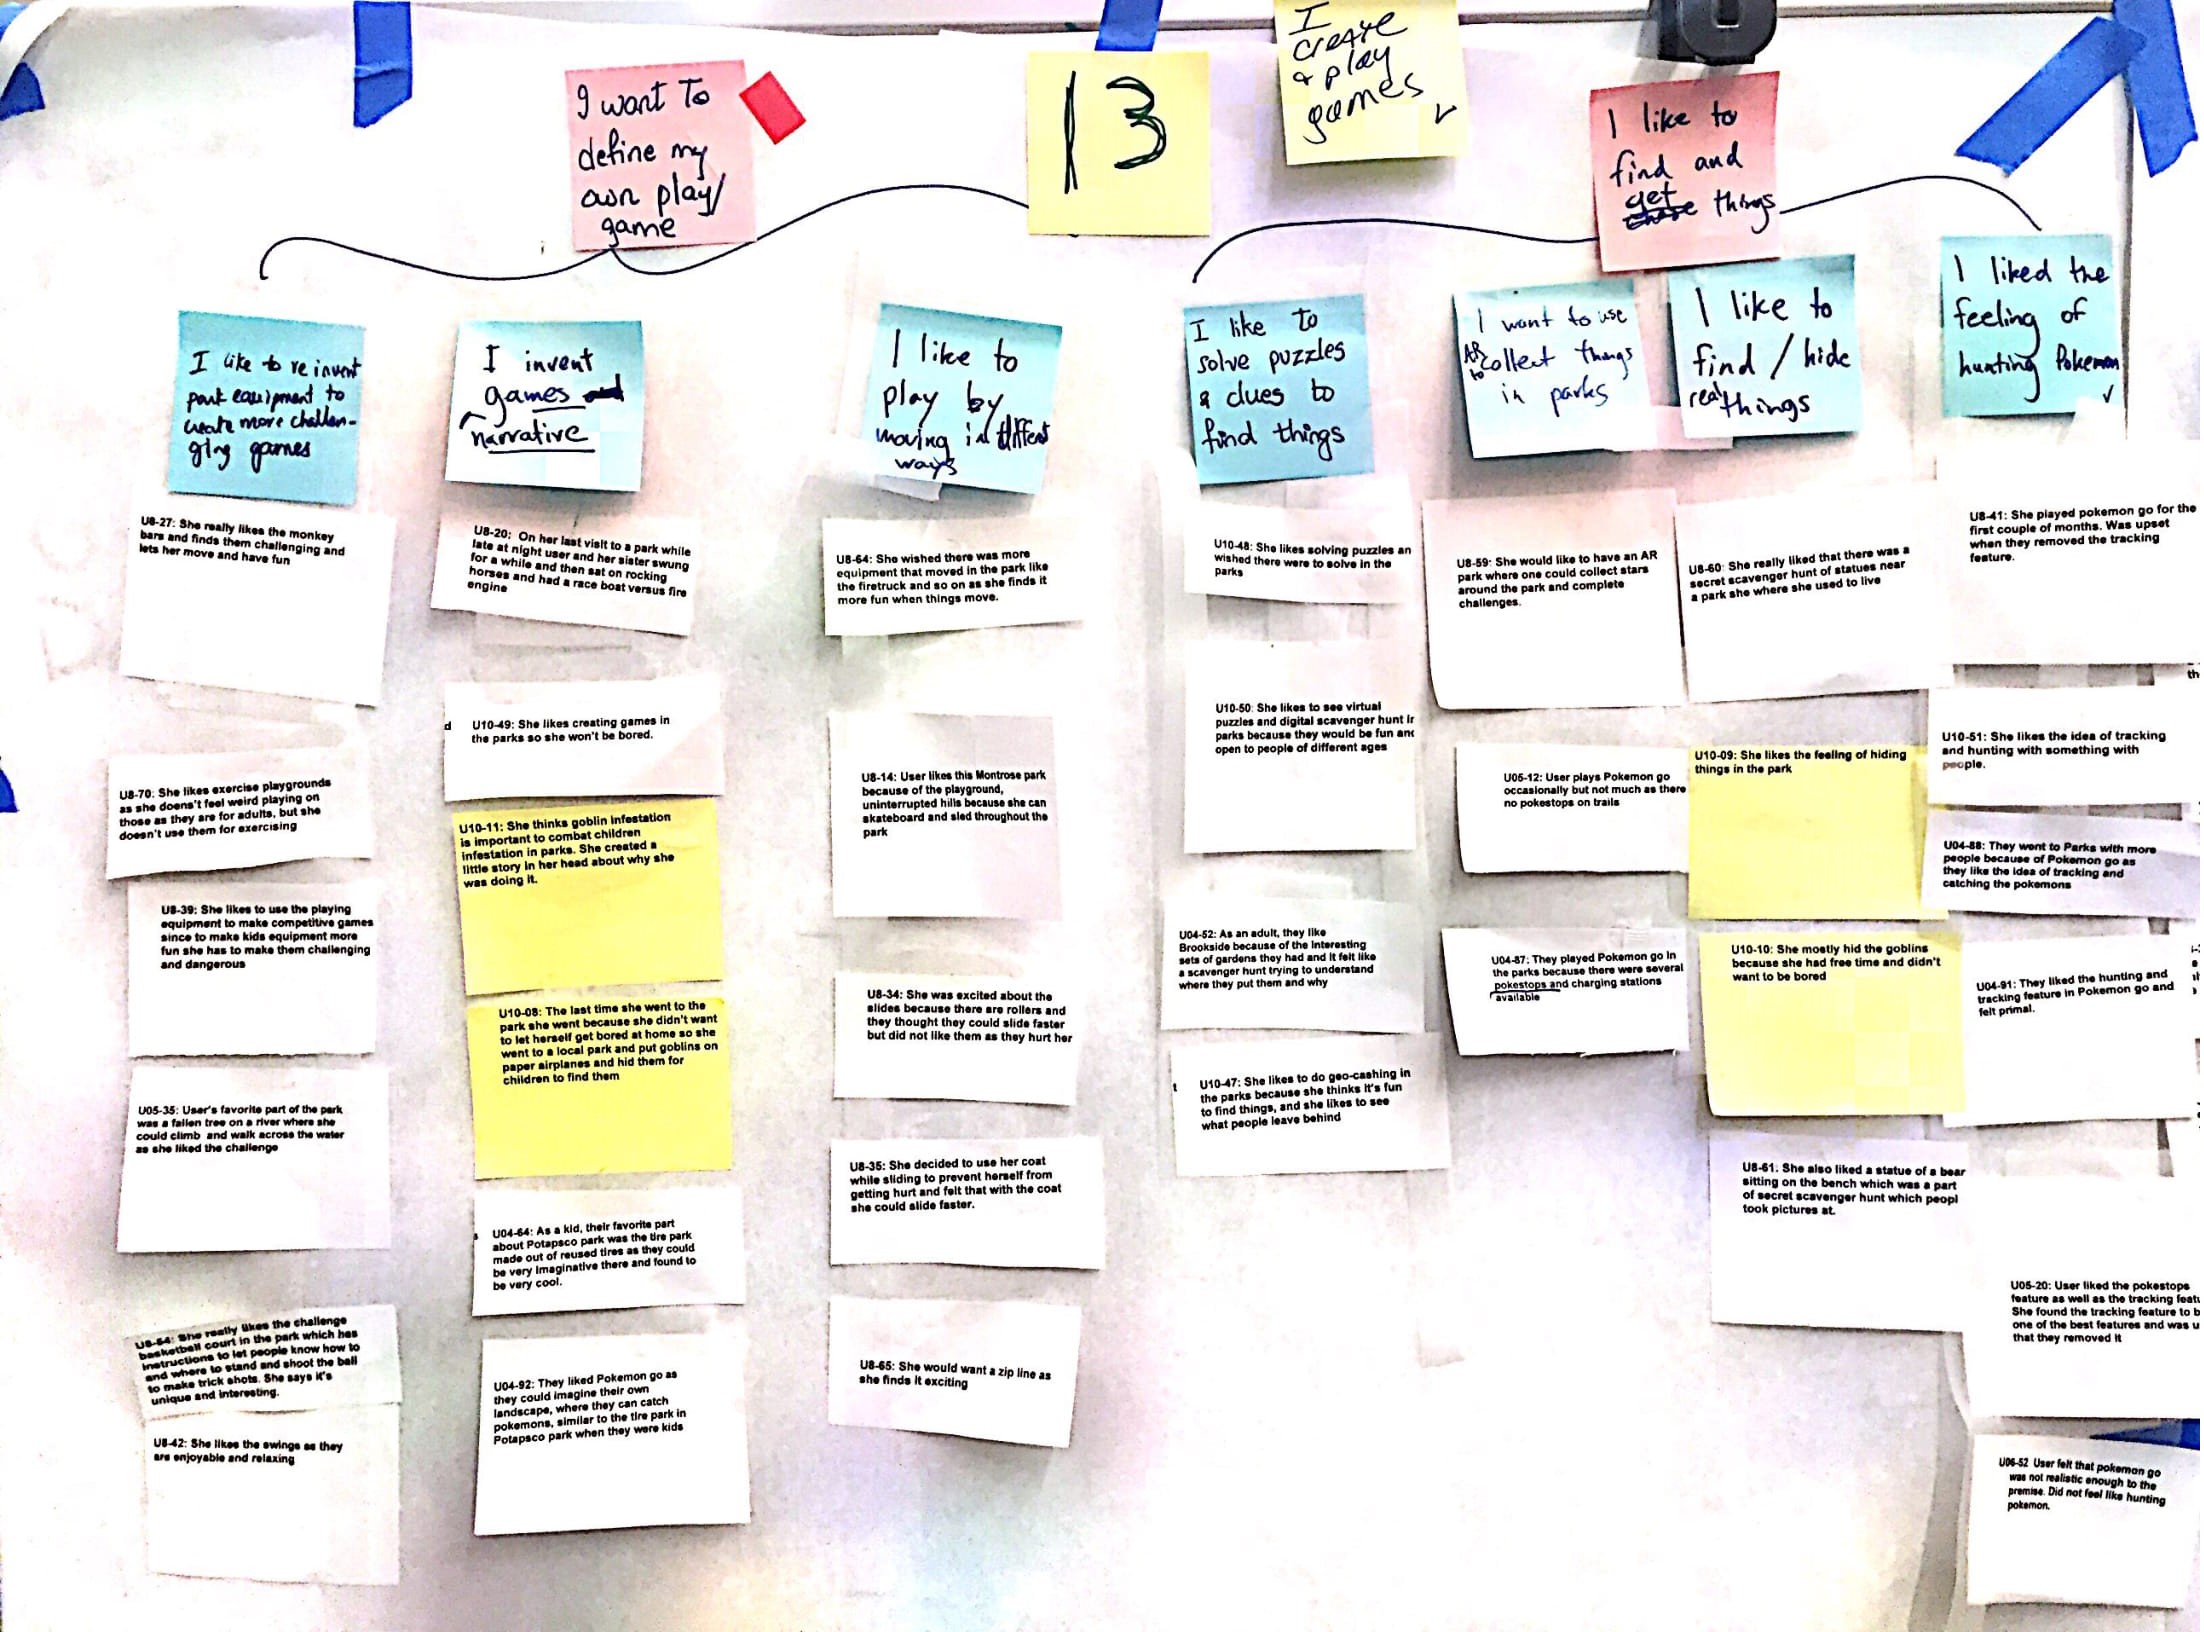 I
create
& play
games
13
I want To
define my
own play/
game
I like to
find and
get
things
I like to reinvent
park equipment to
create more challen-
ging games
U8-27: She really likes the monkey
bars and finds them challenging and
lets her move and have fun
U8-70: She likes exercise playgrounds
as she doens't feel weird playing on
those as they are for adults, but she
doesn't use them for exercising
U8-39: She likes to use the playing
equipment to make competitive games
since to make kids equipment more
fun she has to make them challenging
and dangerous
U05-35: User's favorite part of the park
was a fallen tree on a river where she
could climb and walk across the water
as she liked the challenge
U8-54: She really likes the challenge
basketball court in the park which has
instructions to let people know how to
and where to stand and shoot the ball
to make trick shots. She says it's
unique and interesting.
U8-42: She likes the swings as they
are enjoyable and relaxing
I invent
games
narrative
U8-20: On her last visit to a park while
late at night user and her sister swung
for a while and then sat on rocking
horses and had a race boat versus fire
engine
d
U10-49: She likes creating games in
the parks so she won't be bored.
U10-11: She thinks goblin infestation
is important to combat children
infestation in parks. She created a
little story in her head about why she
was doing it.
U10-08: The last time she went to the
park she went because she didn't want
to let herself get bored at home so she
went to a local park and put goblins on
paper airplanes and hid them for
children to find them
U04-64: As a kid, their favorite part
about Potapsco park was the tire park
made out of reused tires as they could
be very imaginative there and found to
be very cool.
U04-92: They liked Pokemon go as
they could imagine their own
landscape, where they can catch
pokemons, similar to the tire park in
Potapsco park when they were kids
I like to
play by
moving in different
ways
U8-64: She wished there was more
equipment that moved in the park like
the firetruck and so on as she finds it
more fun when things move.
U8-14: User likes this Montrose park
because of the playground,
uninterrupted hills because she can
skateboard and sled throughout the
park
U8-34: She was excited about the
slides because there are rollers and
they thought they could slide faster
but did not like them as they hurt her
U8-35: She decided to use her coat
while sliding to prevent herself from
getting hurt and felt that with the coat
she could slide faster.
U8-65: She would want a zip line as
she finds it exciting
I like to
solve puzzles
& clues to
find things
U10-48: She likes solving puzzles an
wished there were to solve in the
parks
U10-50: She likes to see virtual
puzzles and digital scavenger hunt in
parks because they would be fun and
open to people of different ages
U04-52: As an adult, they like
Brookside because of the interesting
sets of gardens they had and it felt like
a scavenger hunt trying to understand
where they put them and why
t
U10-47: She likes to do geo-cashing in
the parks because she thinks it's fun
to find things, and she likes to see
what people leave behind
I want to use
AR
to collect things
in parks
U8-59: She would like to have an AR
park where one could collect stars
around the park and complete
challenges.
U05-12: User plays Pokemon go
occasionally but not much as there
no pokestops on trails
U04-87: They played Pokemon go in
the parks because there were several
pokestops and charging stations
available
I like to
find / hide
real things
U8-60: She really liked that there was a
secret scavenger hunt of statues near
a park she where she used to live
U10-09: She likes the feeling of hiding
things in the park
U10-10: She mostly hid the goblins
because she had free time and didn't
want to be bored
U8-61: She also liked a statue of a bear
sitting on the bench which was a part
of secret scavenger hunt which peopl
took pictures at.
I liked the
feeling of
hunting Pokemon
U8-41: She played pokemon go for the
first couple of months. Was upset
when they removed the tracking
feature.
th
U10-51: She likes the idea of tracking
and hunting with something with
people.
U04-88: They went to Parks with more
people because of Pokemon go as
they like the idea of tracking and
catching the pokemons
U04-91: They liked the hunting and
tracking feature in Pokemon go and
felt primal.
U05-20: User liked the pokestops
feature as well as the tracking featu
She found the tracking feature to b
one of the best features and was u
that they removed it
U06-52 User felt that pokemon go
was not realistic enough to the
premise. Did not feel like hunting
pokemon.